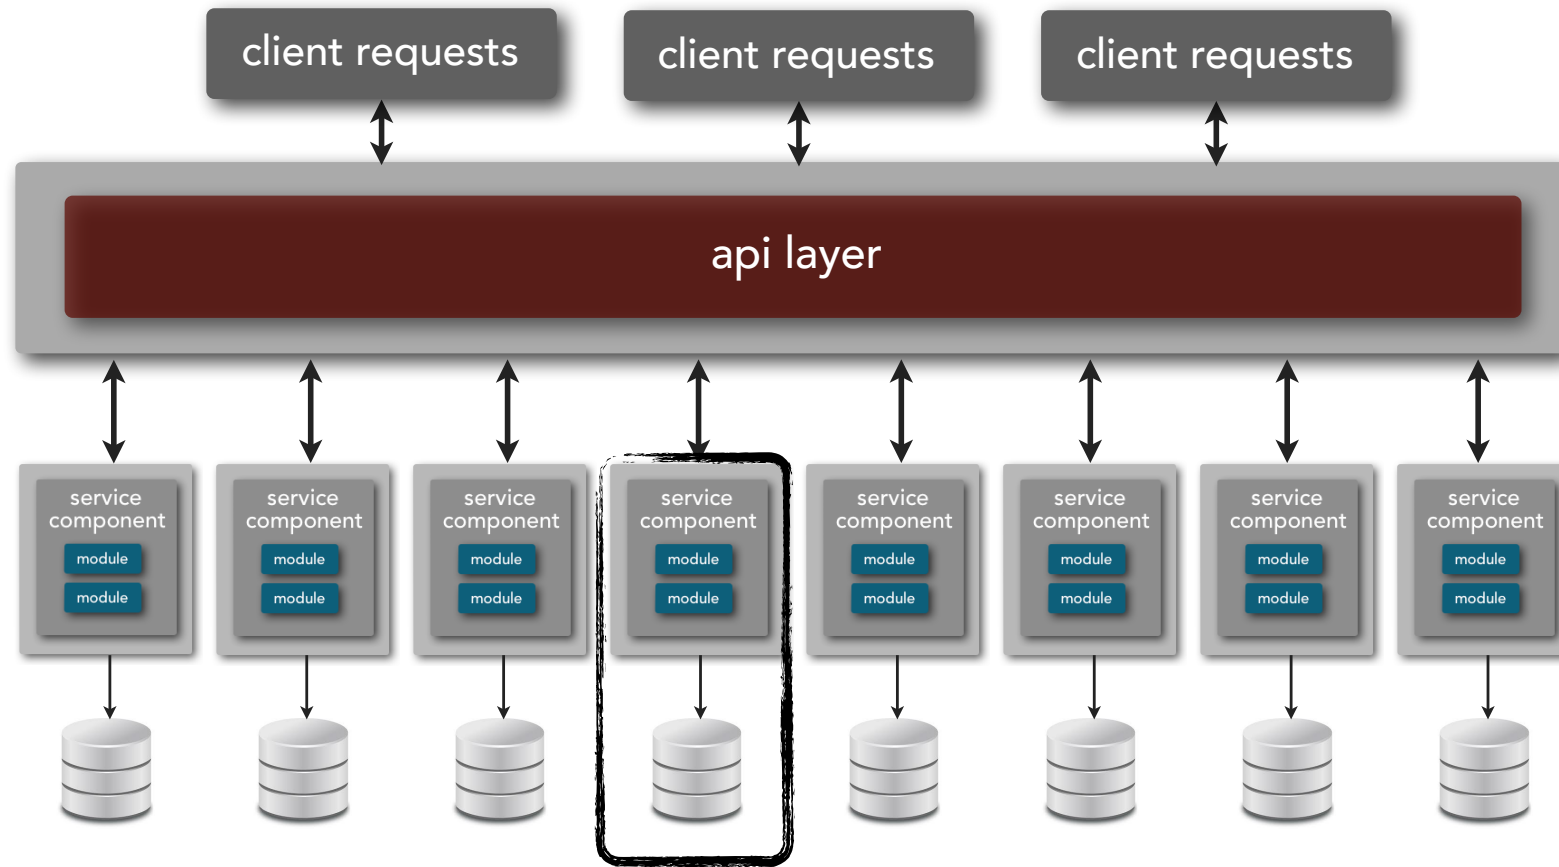 client requests
client requests
client requests
api layer
service
component
module
module
service
component
module
module
service
component
module
module
service
component
module
module
service
component
module
module
service
component
module
module
service
component
module
module
service
component
module
module